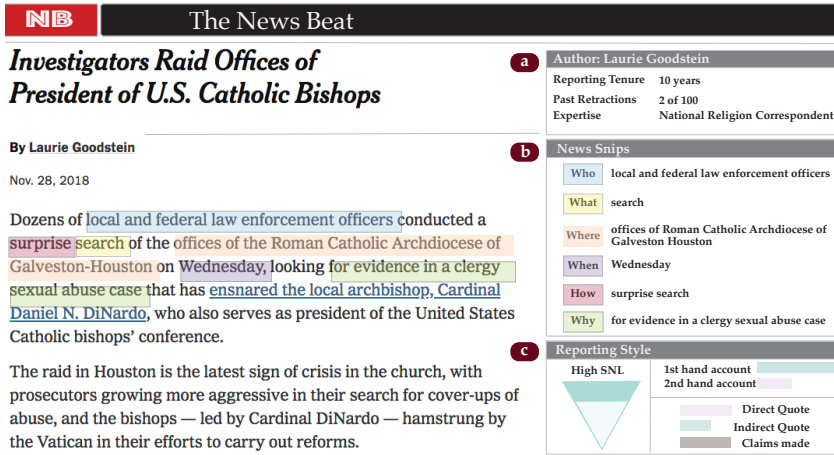 NB The News Beat
Investigators Raid Offices of
President of U.S. Catholic Bishops
By Laurie Goodstein
Nov. 28, 2018
Dozens of local and federal law enforcement officers conducted a
surprise search of the offices of the Roman Catholic Archdiocese of
Galveston-Houston on Wednesday, looking for evidence in a clergy
sexual abuse case that has ensnared the local archbishop, Cardinal
Daniel N. DiNardo, who also serves as president of the United States
Catholic bishops' conference.
The raid in Houston is the latest sign of crisis in the church, with
prosecutors growing more aggressive in their search for cover-ups of
abuse, and the bishops — led by Cardinal DiNardo — hamstrung by
the Vatican in their efforts to carry out reforms.
a Author: Laurie Goodstein
Reporting Tenure 10 years
Past Retractions 2 of 100
Expertise National Religion Correspondent
b News Snips
Who local and federal law enforcement officers
What search
Where offices of Roman Catholic Archdiocese of
Galveston Houston
When Wednesday
How surprise search
Why for evidence in a clergy sexual abuse case
c Reporting Style
High SNL 1st hand account
2nd hand account
Direct Quote
Indirect Quote
Claims made